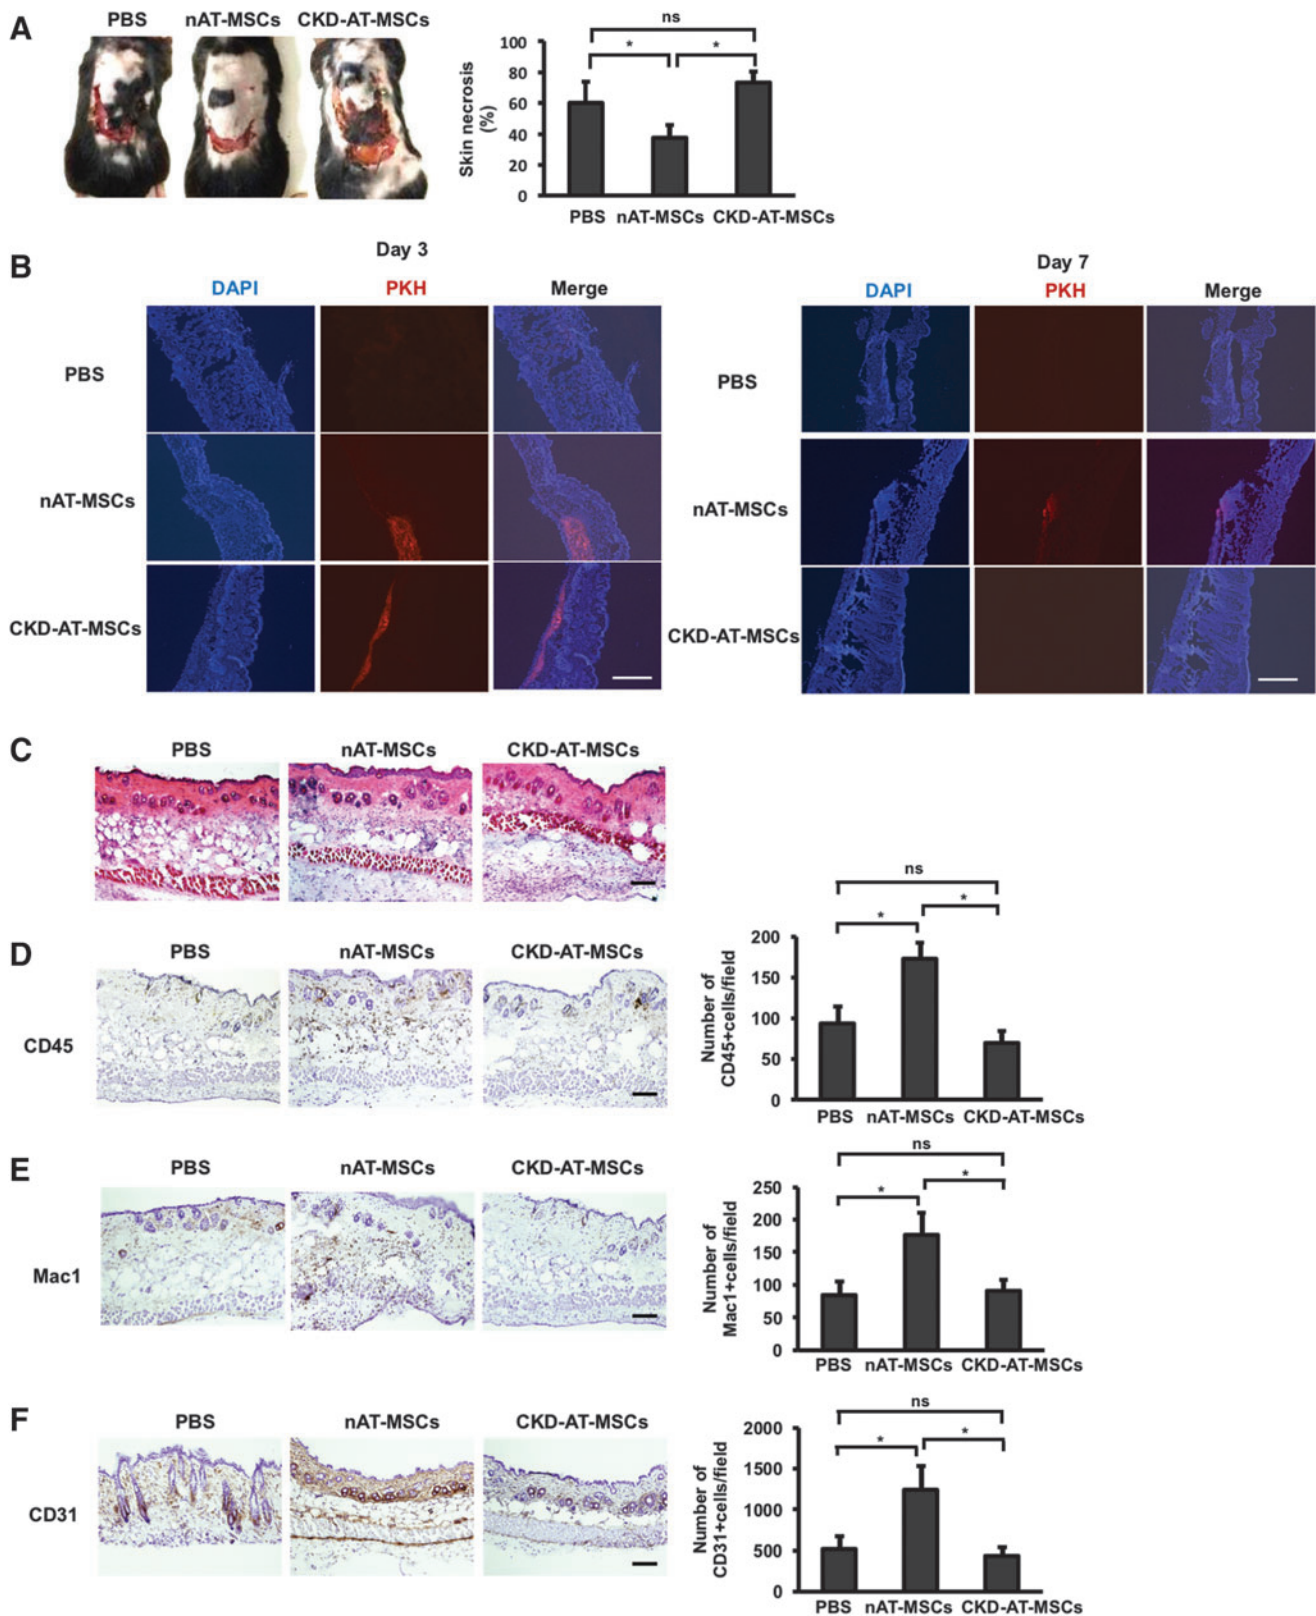 A
PBS nAT-MSCs CKD-AT-MSCs
ns
* *
Skin necrosis
(%)
100
80
60
40
20
0
PBS nAT-MSCs CKD-AT-MSCs
B
Day 3
DAPI PKH Merge
PBS
nAT-MSCs
CKD-AT-MSCs
Day 7
DAPI PKH Merge
PBS
nAT-MSCs
CKD-AT-MSCs
C
PBS nAT-MSCs CKD-AT-MSCs
D
PBS nAT-MSCs CKD-AT-MSCs
CD45
ns
* *
Number of
CD45+cells/field
200
150
100
50
0
PBS nAT-MSCs CKD-AT-MSCs
E
PBS nAT-MSCs CKD-AT-MSCs
Mac1
ns
* *
Number of
Mac1+cells/field
250
200
150
100
50
0
PBS nAT-MSCs CKD-AT-MSCs
F
PBS nAT-MSCs CKD-AT-MSCs
CD31
ns
* *
Number of
CD31+cells/field
2000
1500
1000
500
0
PBS nAT-MSCs CKD-AT-MSCs